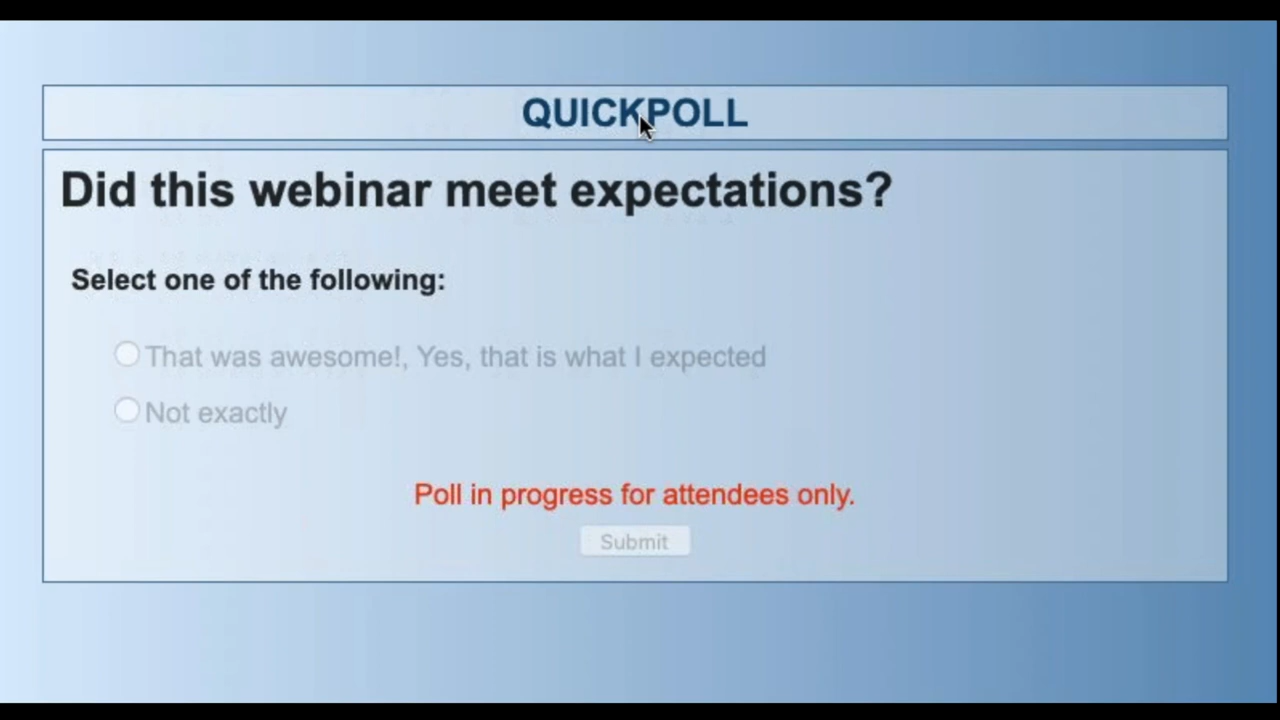 QUICKPOLL
Did this webinar meet expectations?
Select one of the following:
That was awesome!, Yes, that is what I expected
Not exactly
Poll in progress for attendees only.
Submit